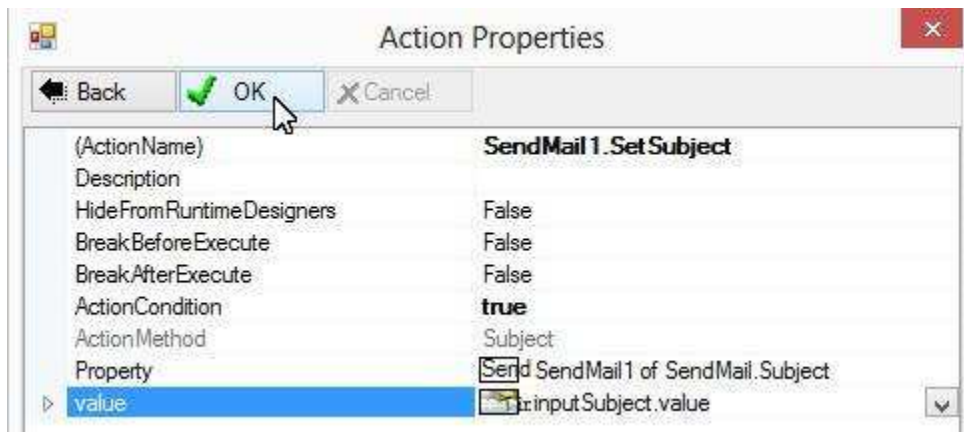 Action Properties
Back OK Cancel
(ActionName) SendMail1.SetSubject
Description
HideFromRuntimeDesigners False
BreakBeforeExecute False
BreakAfterExecute False
ActionCondition true
ActionMethod Subject
Property Send SendMail1 of SendMail.Subject
value inputSubject.value